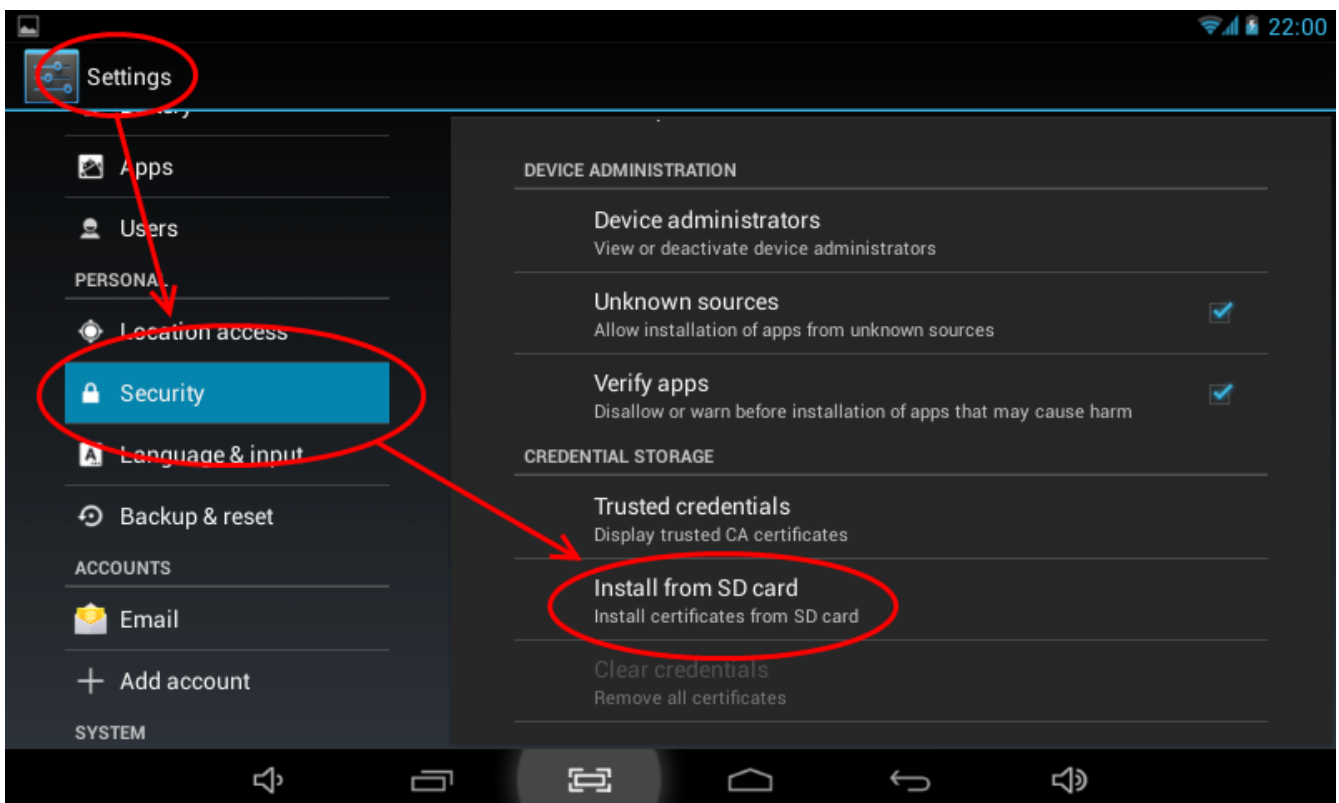 22:00
Settings
Battery
Apps
Users
PERSONAL
Location access
Security
Language & input
Backup & reset
ACCOUNTS
Email
Add account
SYSTEM
DEVICE ADMINISTRATION
Device administrators
View or deactivate device administrators
Unknown sources
Allow installation of apps from unknown sources
Verify apps
Disallow or warn before installation of apps that may cause harm
CREDENTIAL STORAGE
Trusted credentials
Display trusted CA certificates
Install from SD card
Install certificates from SD card
Clear credentials
Remove all certificates